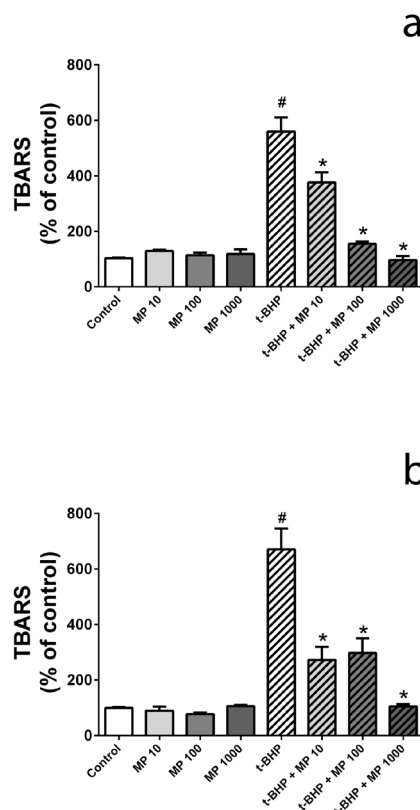 a
TBARS
(% of control)
800
600
400
200
0
#
*
*
*
Control
MP 10
MP 100
MP 1000
t-BHP
t-BHP + MP 10
t-BHP + MP 100
t-BHP + MP 1000
b
TBARS
(% of control)
800
600
400
200
0
#
*
*
*
Control
MP 10
MP 100
MP 1000
t-BHP
t-BHP + MP 10
t-BHP + MP 100
t-BHP + MP 1000